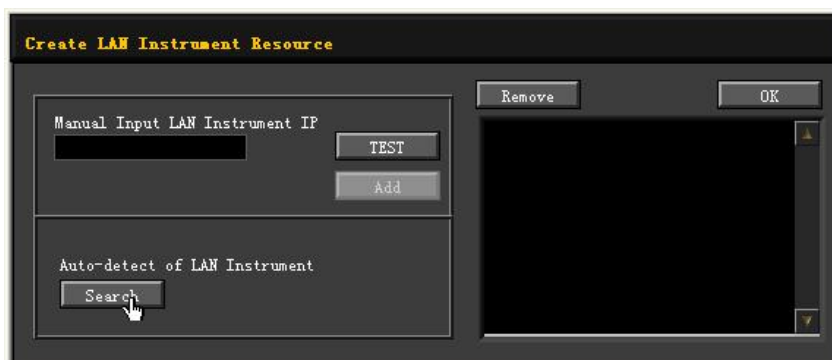 Create LAN Instrument Resource
Remove
OK
Manual Input LAN Instrument IP
TEST
Add
Auto-detect of LAN Instrument
Search